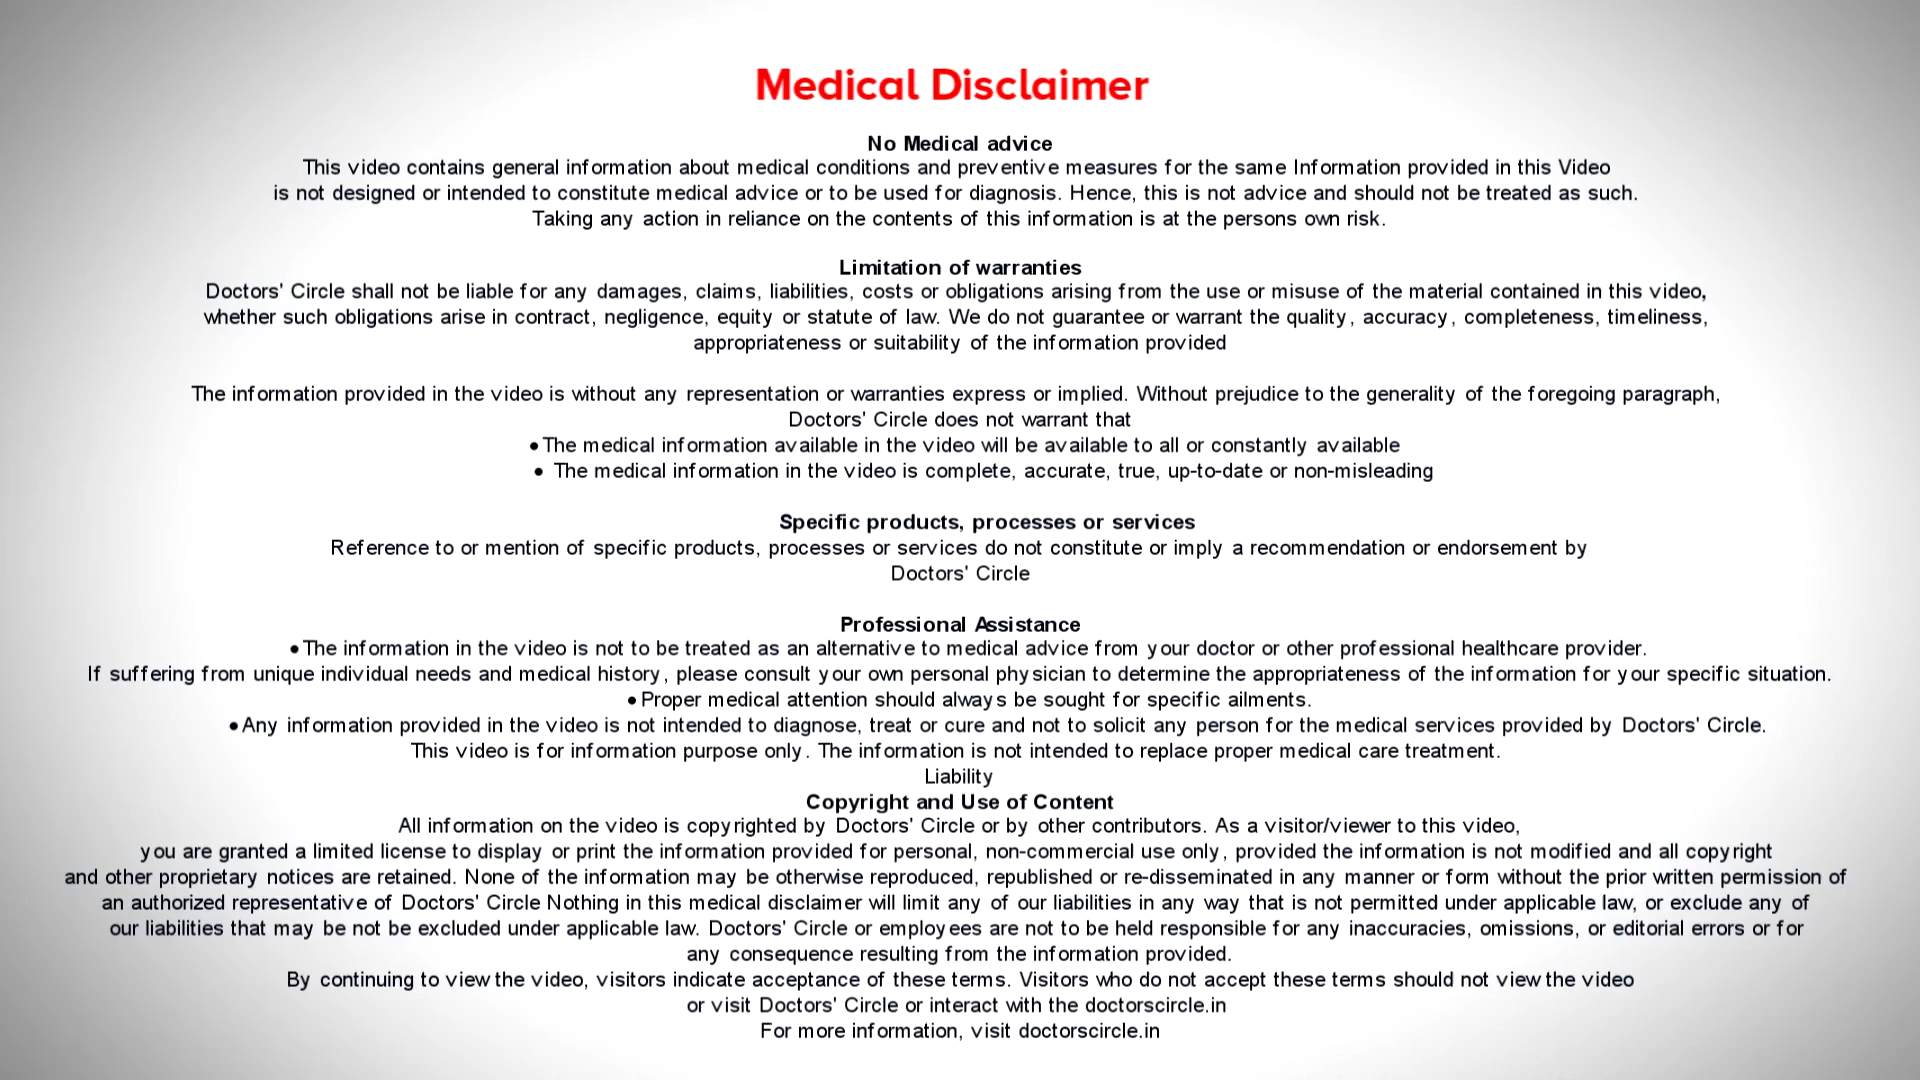 Medical Disclaimer
No Medical advice
This video contains general information about medical conditions and preventive measures for the same Information provided in this Video
is not designed or intended to constitute medical advice or to be used for diagnosis. Hence, this is not advice and should not be treated as such.
Taking any action in reliance on the contents of this information is at the persons own risk.
Limitation of warranties
Doctors' Circle shall not be liable for any damages, claims, liabilities, costs or obligations arising from the use or misuse of the material contained in this video,
whether such obligations arise in contract, negligence, equity or statute of law. We do not guarantee or warrant the quality, accuracy, completeness, timeliness,
appropriateness or suitability of the information provided
The information provided in the video is without any representation or warranties express or implied. Without prejudice to the generality of the foregoing paragraph,
Doctors' Circle does not warrant that
• The medical information available in the video will be available to all or constantly available
• The medical information in the video is complete, accurate, true, up-to-date or non-misleading
Specific products, processes or services
Reference to or mention of specific products, processes or services do not constitute or imply a recommendation or endorsement by
Doctors' Circle
Professional Assistance
• The information in the video is not to be treated as an alternative to medical advice from your doctor or other professional healthcare provider.
If suffering from unique individual needs and medical history, please consult your own personal physician to determine the appropriateness of the information for your specific situation.
• Proper medical attention should always be sought for specific ailments.
• Any information provided in the video is not intended to diagnose, treat or cure and not to solicit any person for the medical services provided by Doctors' Circle.
This video is for information purpose only. The information is not intended to replace proper medical care treatment.
Liability
Copyright and Use of Content
All information on the video is copyrighted by Doctors' Circle or by other contributors. As a visitor/viewer to this video,
you are granted a limited license to display or print the information provided for personal, non-commercial use only, provided the information is not modified and all copyright
and other proprietary notices are retained. None of the information may be otherwise reproduced, republished or re-disseminated in any manner or form without the prior written permission of
an authorized representative of Doctors' Circle Nothing in this medical disclaimer will limit any of our liabilities in any way that is not permitted under applicable law, or exclude any of
our liabilities that may be not be excluded under applicable law. Doctors' Circle or employees are not to be held responsible for any inaccuracies, omissions, or editorial errors or for
any consequence resulting from the information provided.
By continuing to view the video, visitors indicate acceptance of these terms. Visitors who do not accept these terms should not view the video
or visit Doctors' Circle or interact with the doctorscircle.in
For more information, visit doctorscircle.in